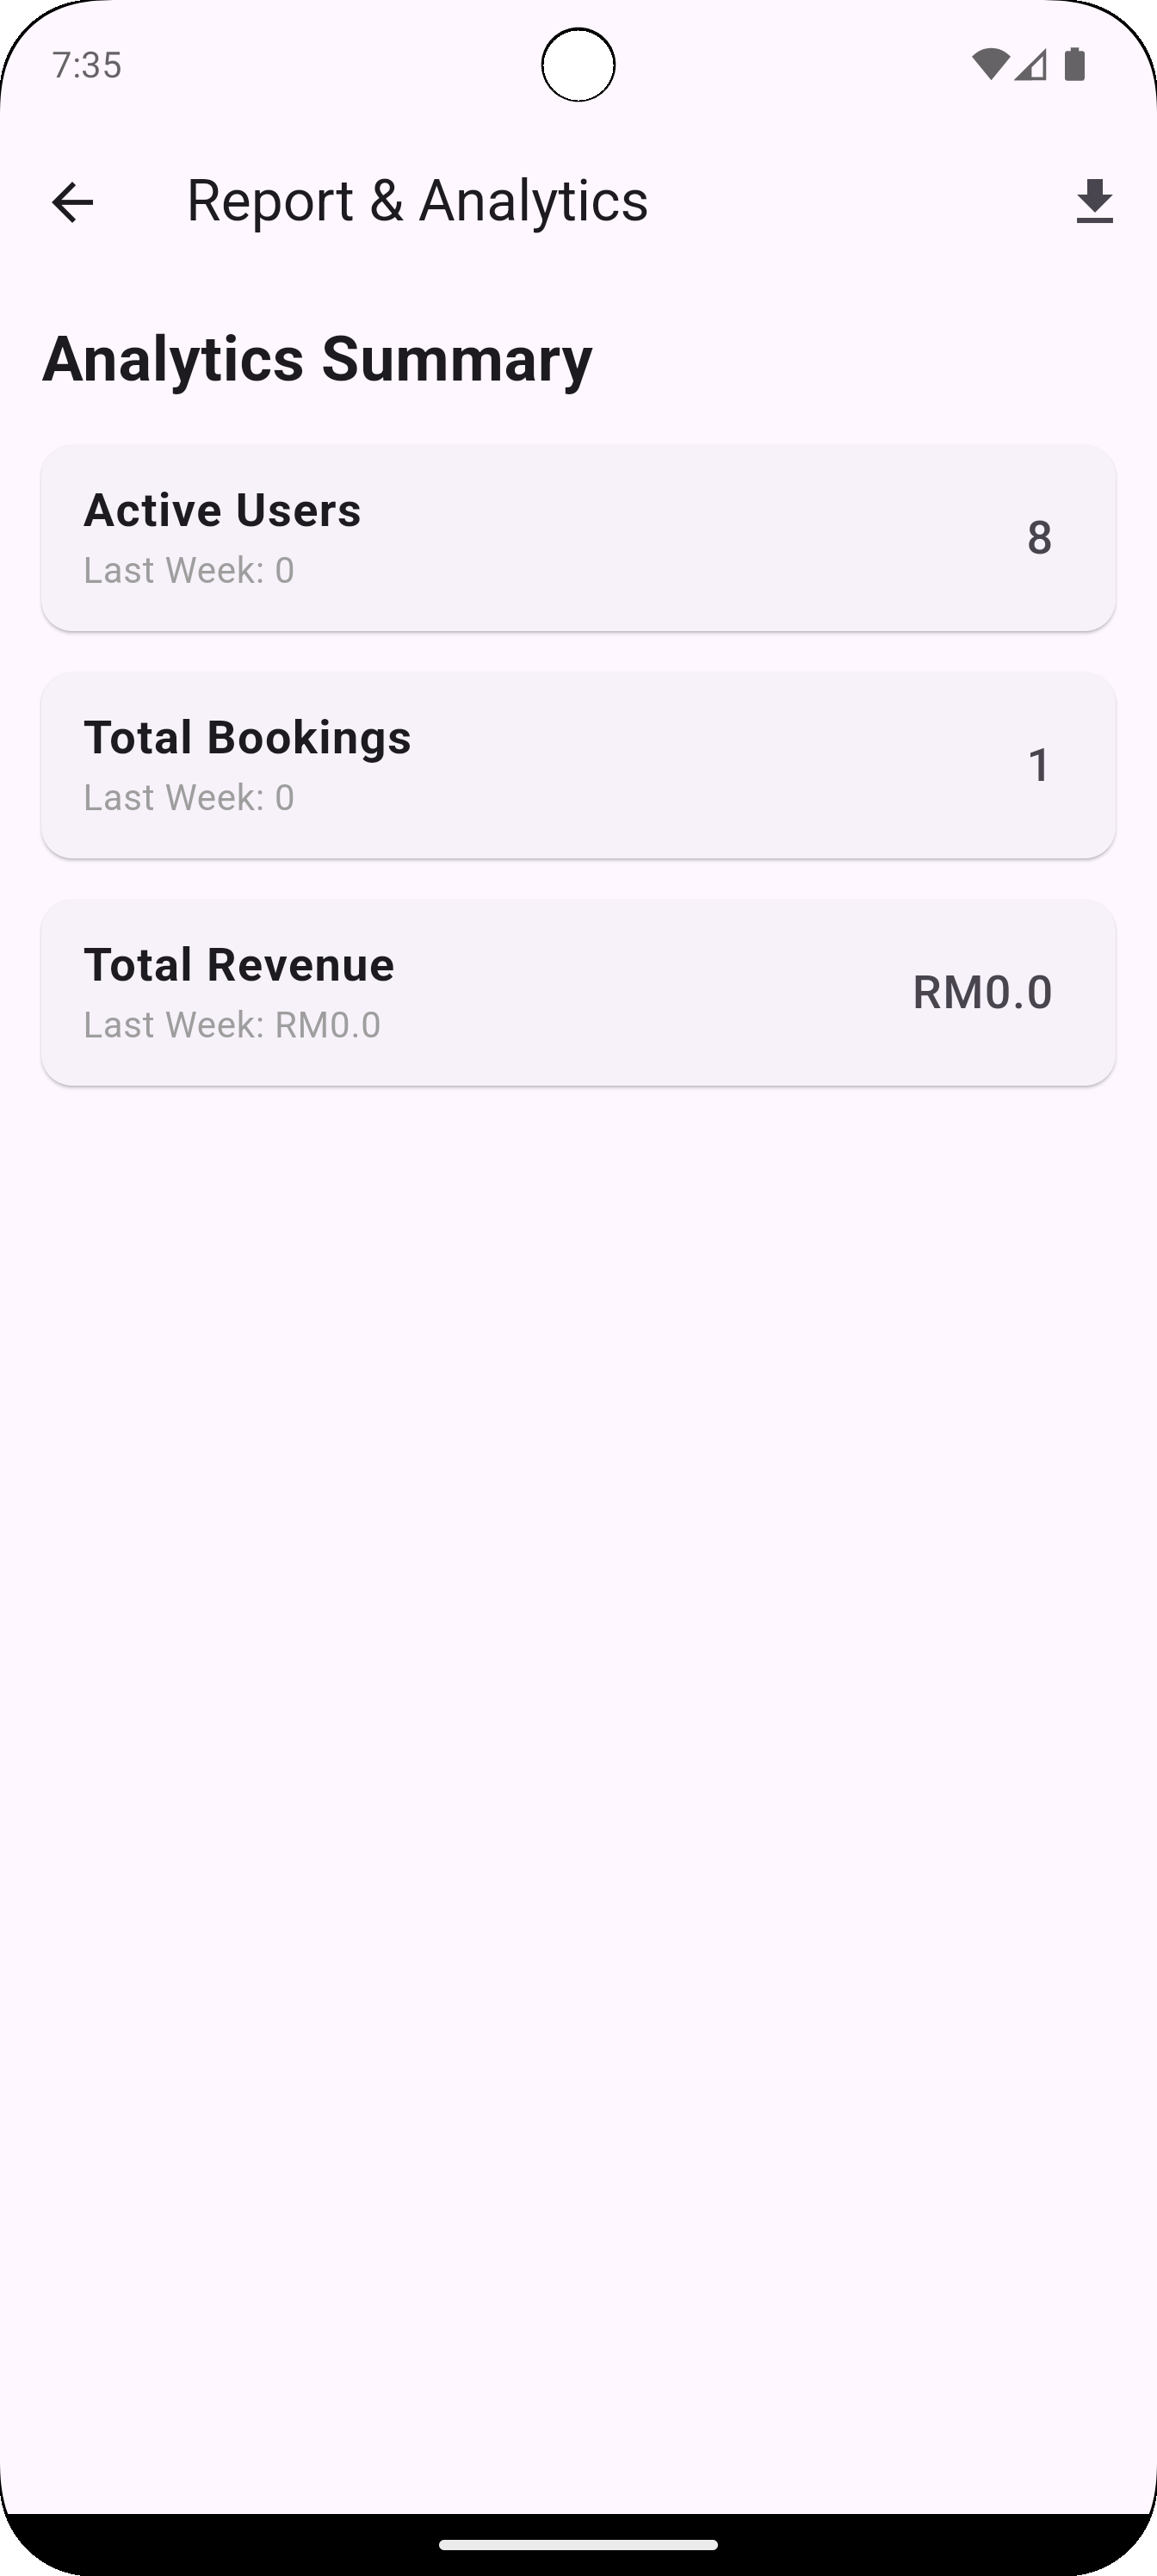 7:35
Report & Analytics
Analytics Summary
Active Users
Last Week: 0
8
Total Bookings
Last Week: 0
1
Total Revenue
Last Week: RM0.0
RM0.0